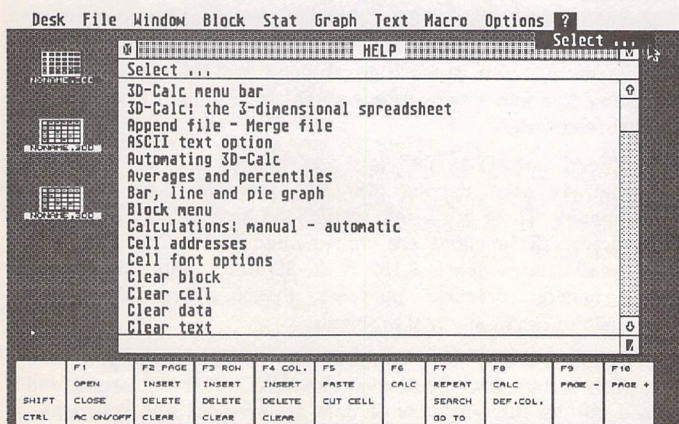 Desk File Window Block Stat Graph Text Macro Options ?
Select ...
HELP
Select ...
3D-Calc menu bar
3D-Calc: the 3-dimensional spreadsheet
Append file - Merge file
ASCII text option
Automating 3D-Calc
Averages and percentiles
Bar, line and pie graph
Block menu
Calculations: manual - automatic
Cell addresses
Cell font options
Clear block
Clear cell
Clear data
Clear text
NONAME.3DD
NONAME.3DD
F1 F2 PAGE F3 ROW F4 COL. F5 F6 F7 F8 F9 F10
OPEN INSERT INSERT INSERT PASTE CALC REPEAT CALC PAGE - PAGE +
SHIFT CLOSE DELETE DELETE DELETE CUT CELL SEARCH DEF.COL.
CTRL AC ON/OFF CLEAR CLEAR CLEAR GO TO